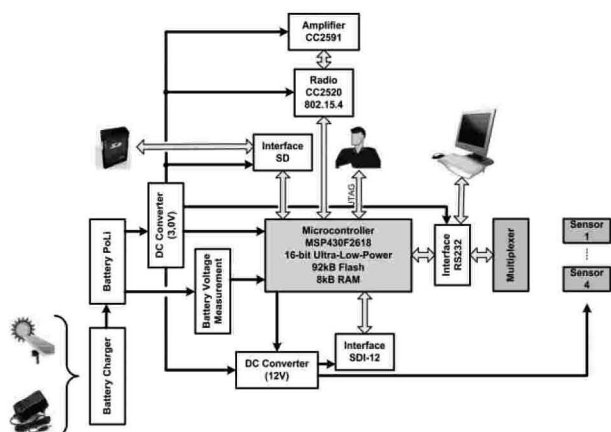 Amplifier
CC2591
Radio
CC2520
802.15.4
Interface
SD
UTAG
DC Converter
(3,0V)
Microcontroller
MSP430F2618
16-bit Ultra-Low-Power
92kB Flash
8kB RAM
Interface
RS232
Multiplexer
Sensor
1
Sensor
4
Battery PoLi
Battery Voltage
Measurement
Battery Charger
DC Converter
(12V)
Interface
SDI-12